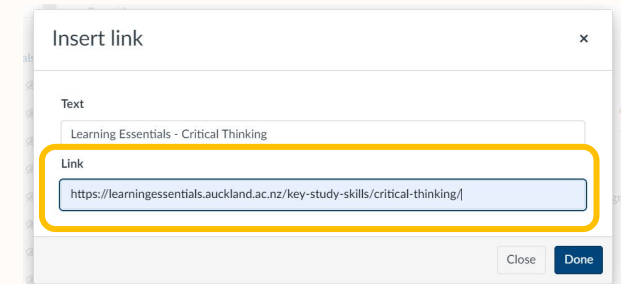 Insert link
×
Text
Learning Essentials - Critical Thinking
Link
https://learningessentials.auckland.ac.nz/key-study-skills/critical-thinking/
Close Done